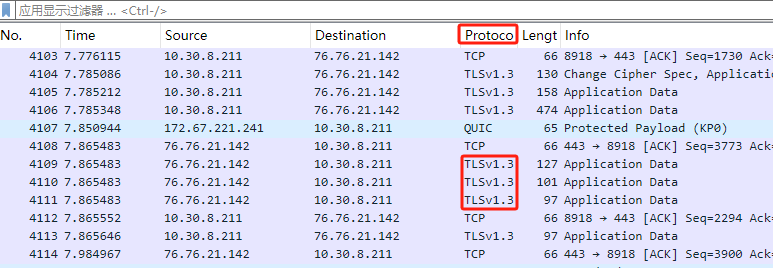 应用显示过滤器 … <Ctrl-/>
No. Time Source Destination Protoco Lengt Info
4103 7.776115 10.30.8.211 76.76.21.142 TCP 66 8918 → 443 [ACK] Seq=1730 Ack=
4104 7.785086 10.30.8.211 76.76.21.142 TLSv1.3 130 Change Cipher Spec, Applicatio
4105 7.785212 10.30.8.211 76.76.21.142 TLSv1.3 158 Application Data
4106 7.785348 10.30.8.211 76.76.21.142 TLSv1.3 474 Application Data
4107 7.850944 172.67.221.241 10.30.8.211 QUIC 65 Protected Payload (KP0)
4108 7.865483 76.76.21.142 10.30.8.211 TCP 66 443 → 8918 [ACK] Seq=3773 Ack=
4109 7.865483 76.76.21.142 10.30.8.211 TLSv1.3 127 Application Data
4110 7.865483 76.76.21.142 10.30.8.211 TLSv1.3 101 Application Data
4111 7.865483 76.76.21.142 10.30.8.211 TLSv1.3 97 Application Data
4112 7.865552 10.30.8.211 76.76.21.142 TCP 66 8918 → 443 [ACK] Seq=2294 Ack=
4113 7.865646 10.30.8.211 76.76.21.142 TLSv1.3 97 Application Data
4114 7.984967 76.76.21.142 10.30.8.211 TCP 66 443 → 8918 [ACK] Seq=3900 Ack=